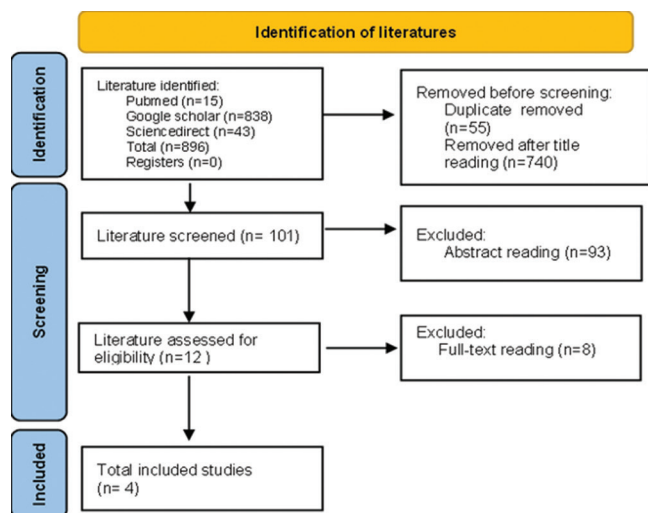 Identification of literatures
Identification
Literature identified:
Pubmed (n=15)
Google scholar (n=838)
Sciencedirect (n=43)
Total (n=896)
Registers (n=0)
Removed before screening:
Duplicate removed
(n=55)
Removed after title
reading (n=740)
Screening
Literature screened (n= 101)
Excluded:
Abstract reading (n=93)
Literature assessed for
eligibility (n=12 )
Excluded:
Full-text reading (n=8)
Included
Total included studies
(n= 4)